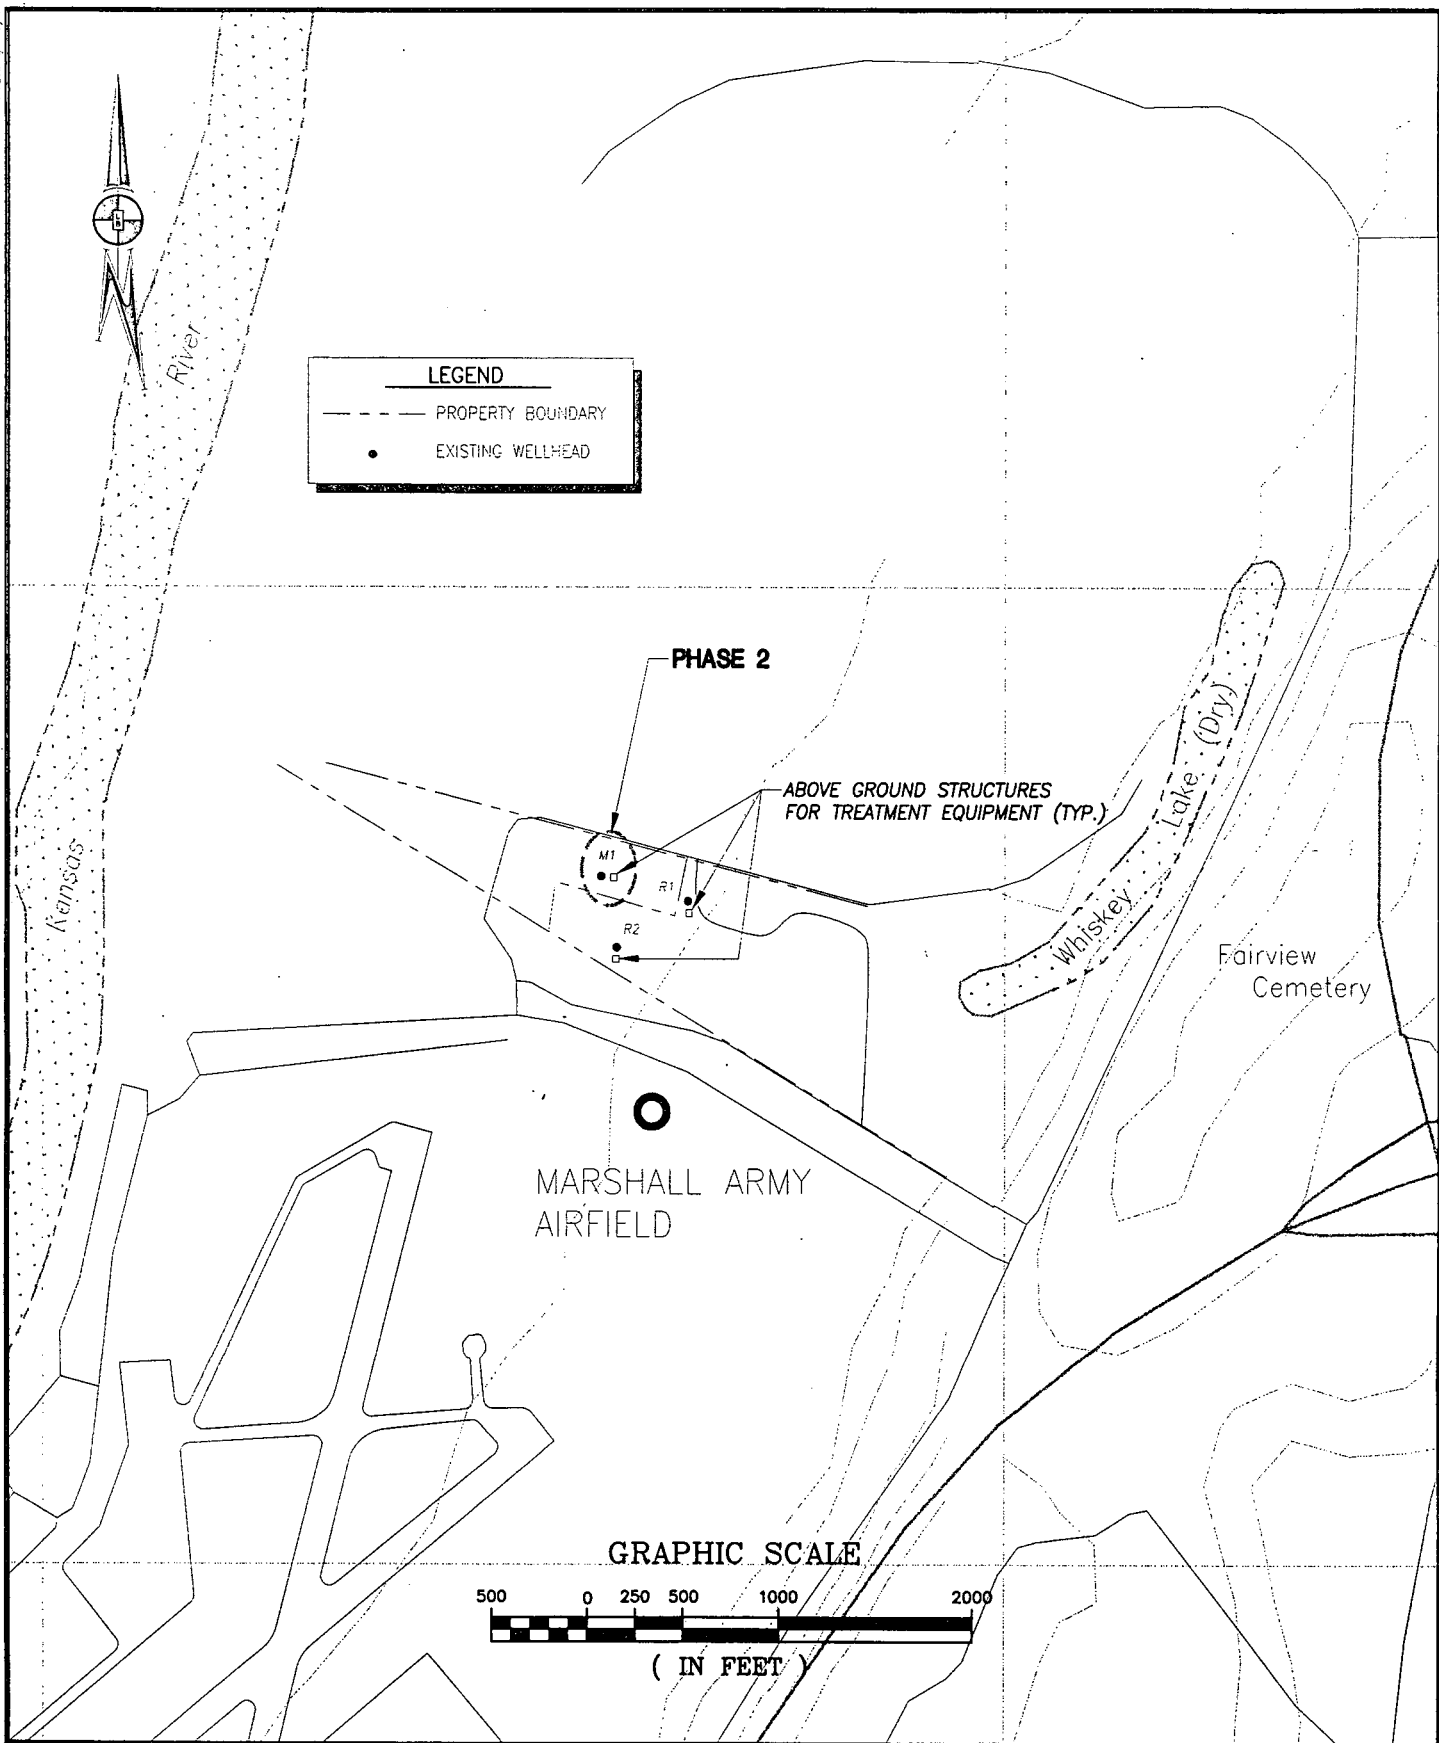 River
LEGEND
PROPERTY BOUNDARY
EXISTING WELLHEAD
PHASE 2
ABOVE GROUND STRUCTURES
FOR TREATMENT EQUIPMENT (TYP.)
M1
R1
R2
Kansas
Whiskey Lake (Dry)
Fairview
Cemetery
MARSHALL ARMY
AIRFIELD
GRAPHIC SCALE
500 0 250 500 1000 2000
( IN FEET )
N